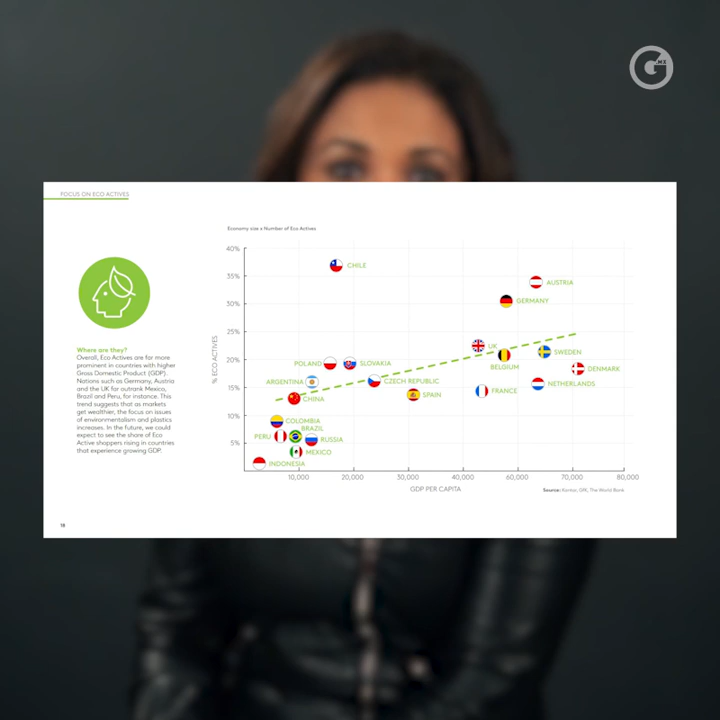 G.MX
FOCUS ON ECO ACTIVES
Economy size x Number of Eco Actives
Where are they?
Overall, Eco Actives are far more
prominent in countries with higher
Gross Domestic Product (GDP).
Nations such as Germany, Austria
and the UK far outrank Mexico,
Brazil and Peru, for instance. This
trend suggests that as markets
get wealthier, the focus on issues
of environmentalism and plastics
increases. In the future, we could
expect to see the share of Eco
Active shoppers rising in countries
that experience growing GDP.
% ECO ACTIVES
40%
35%
30%
25%
20%
15%
10%
5%
CHILE
AUSTRIA
GERMANY
UK
SWEDEN
BELGIUM
POLAND
SLOVAKIA
DENMARK
ARGENTINA
CZECH REPUBLIC
NETHERLANDS
CHINA
SPAIN
FRANCE
COLOMBIA
BRAZIL
PERU
RUSSIA
MEXICO
INDONESIA
10,000 20,000 30,000 40,000 50,000 60,000 70,000 80,000
GDP PER CAPITA
Source: Kantar, GfK, The World Bank
18